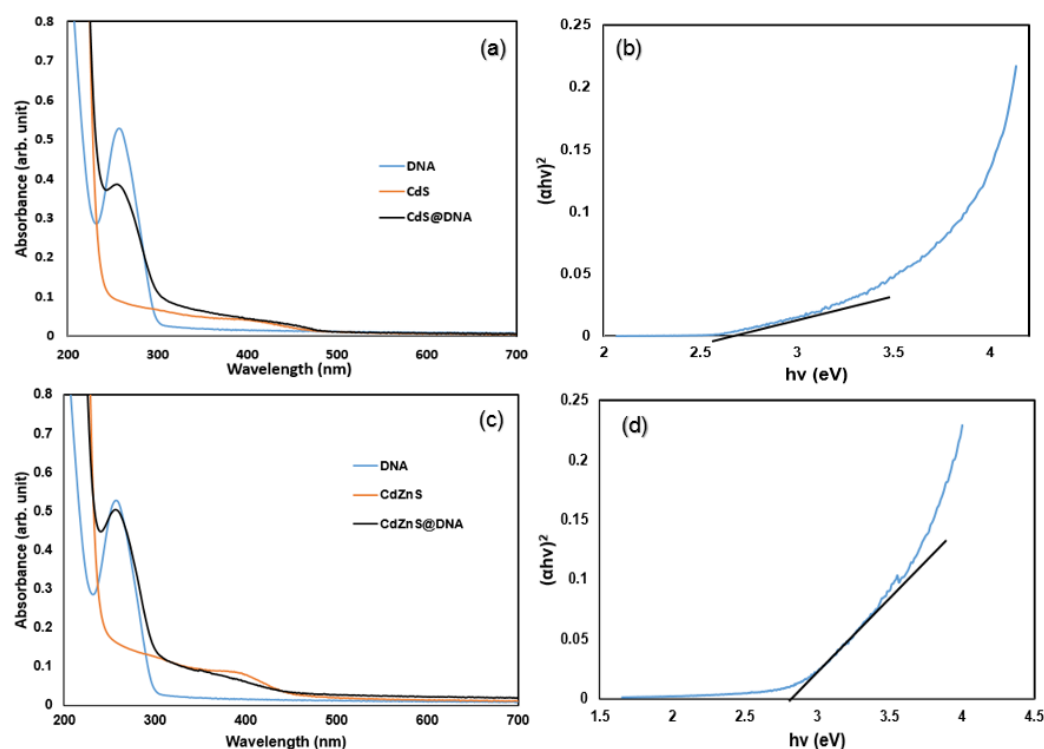 (a)
0.8
0.7
0.6
0.5
0.4
0.3
0.2
0.1
0
Absorbance (arb. unit)
DNA
CdS
CdS@DNA
200 300 400 500 600 700
Wavelength (nm)
(b)
0.25
0.2
0.15
0.1
0.05
0
(αhν)²
2 2.5 3 3.5 4
hν (eV)
(c)
0.8
0.7
0.6
0.5
0.4
0.3
0.2
0.1
0
Absorbance (arb. unit)
DNA
CdZnS
CdZnS@DNA
200 300 400 500 600 700
Wavelength (nm)
(d)
0.25
0.2
0.15
0.1
0.05
0
(αhν)²
1.5 2 2.5 3 3.5 4 4.5
hν (eV)